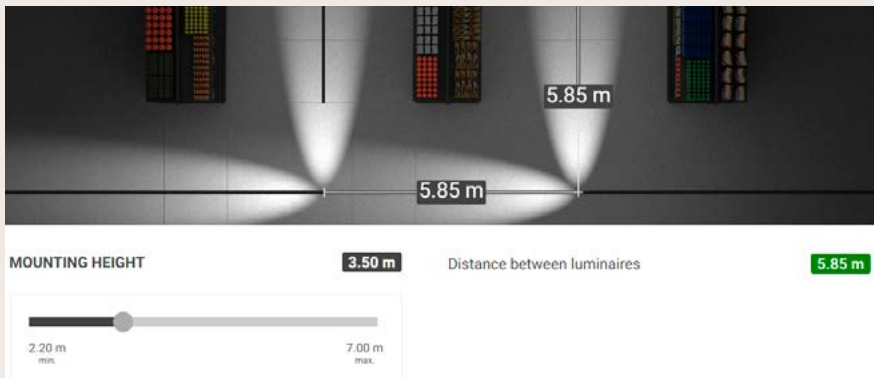 5.85 m
5.85 m
MOUNTING HEIGHT
3.50 m
Distance between luminaires
5.85 m
2.20 m
min.
7.00 m
max.